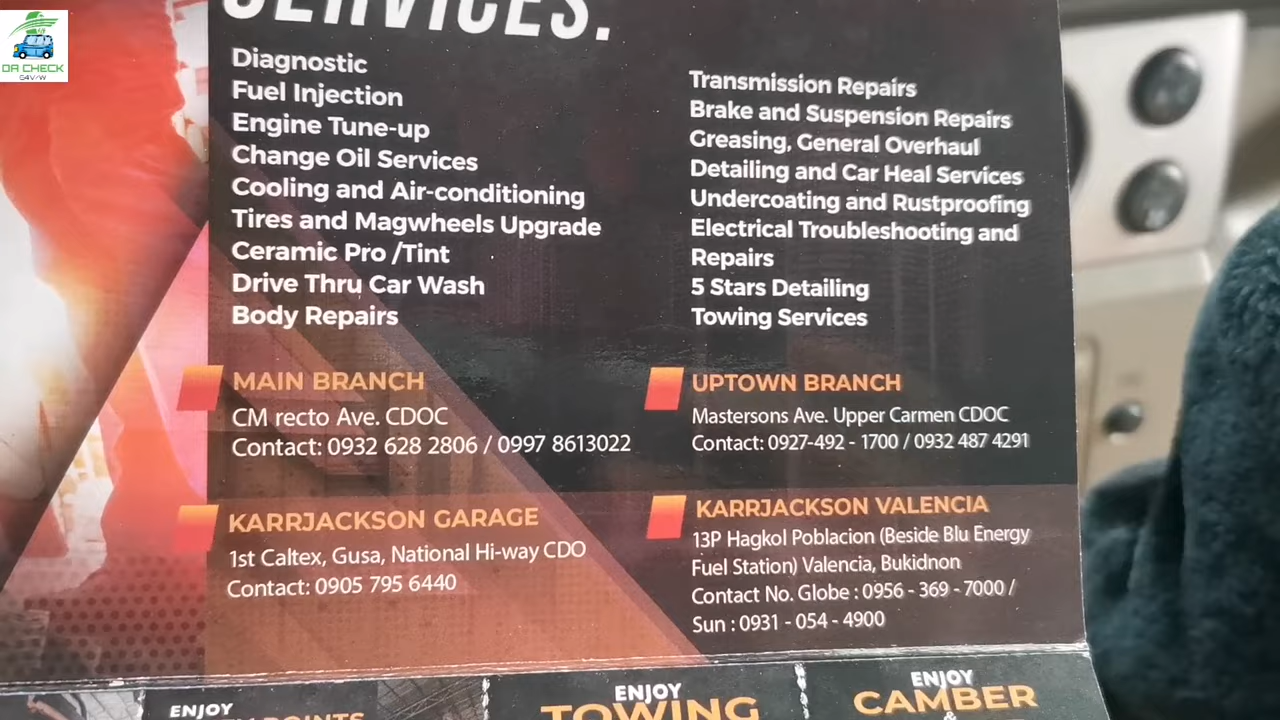 DR CHECK
S4V/W
SERVICES.
Diagnostic
Fuel Injection
Engine Tune-up
Change Oil Services
Cooling and Air-conditioning
Tires and Magwheels Upgrade
Ceramic Pro /Tint
Drive Thru Car Wash
Body Repairs
Transmission Repairs
Brake and Suspension Repairs
Greasing, General Overhaul
Detailing and Car Heal Services
Undercoating and Rustproofing
Electrical Troubleshooting and
Repairs
5 Stars Detailing
Towing Services
MAIN BRANCH
CM recto Ave. CDOC
Contact: 0932 628 2806 / 0997 8613022
UPTOWN BRANCH
Mastersons Ave. Upper Carmen CDOC
Contact: 0927-492 - 1700 / 0932 487 4291
KARRJACKSON GARAGE
1st Caltex, Gusa, National Hi-way CDO
Contact: 0905 795 6440
KARRJACKSON VALENCIA
13P Hagkol Poblacion (Beside Blu Energy
Fuel Station) Valencia, Bukidnon
Contact No. Globe : 0956 - 369 - 7000 /
Sun : 0931 - 054 - 4900
ENJOY
POINTS
ENJOY
TOWING
ENJOY
CAMBER
&